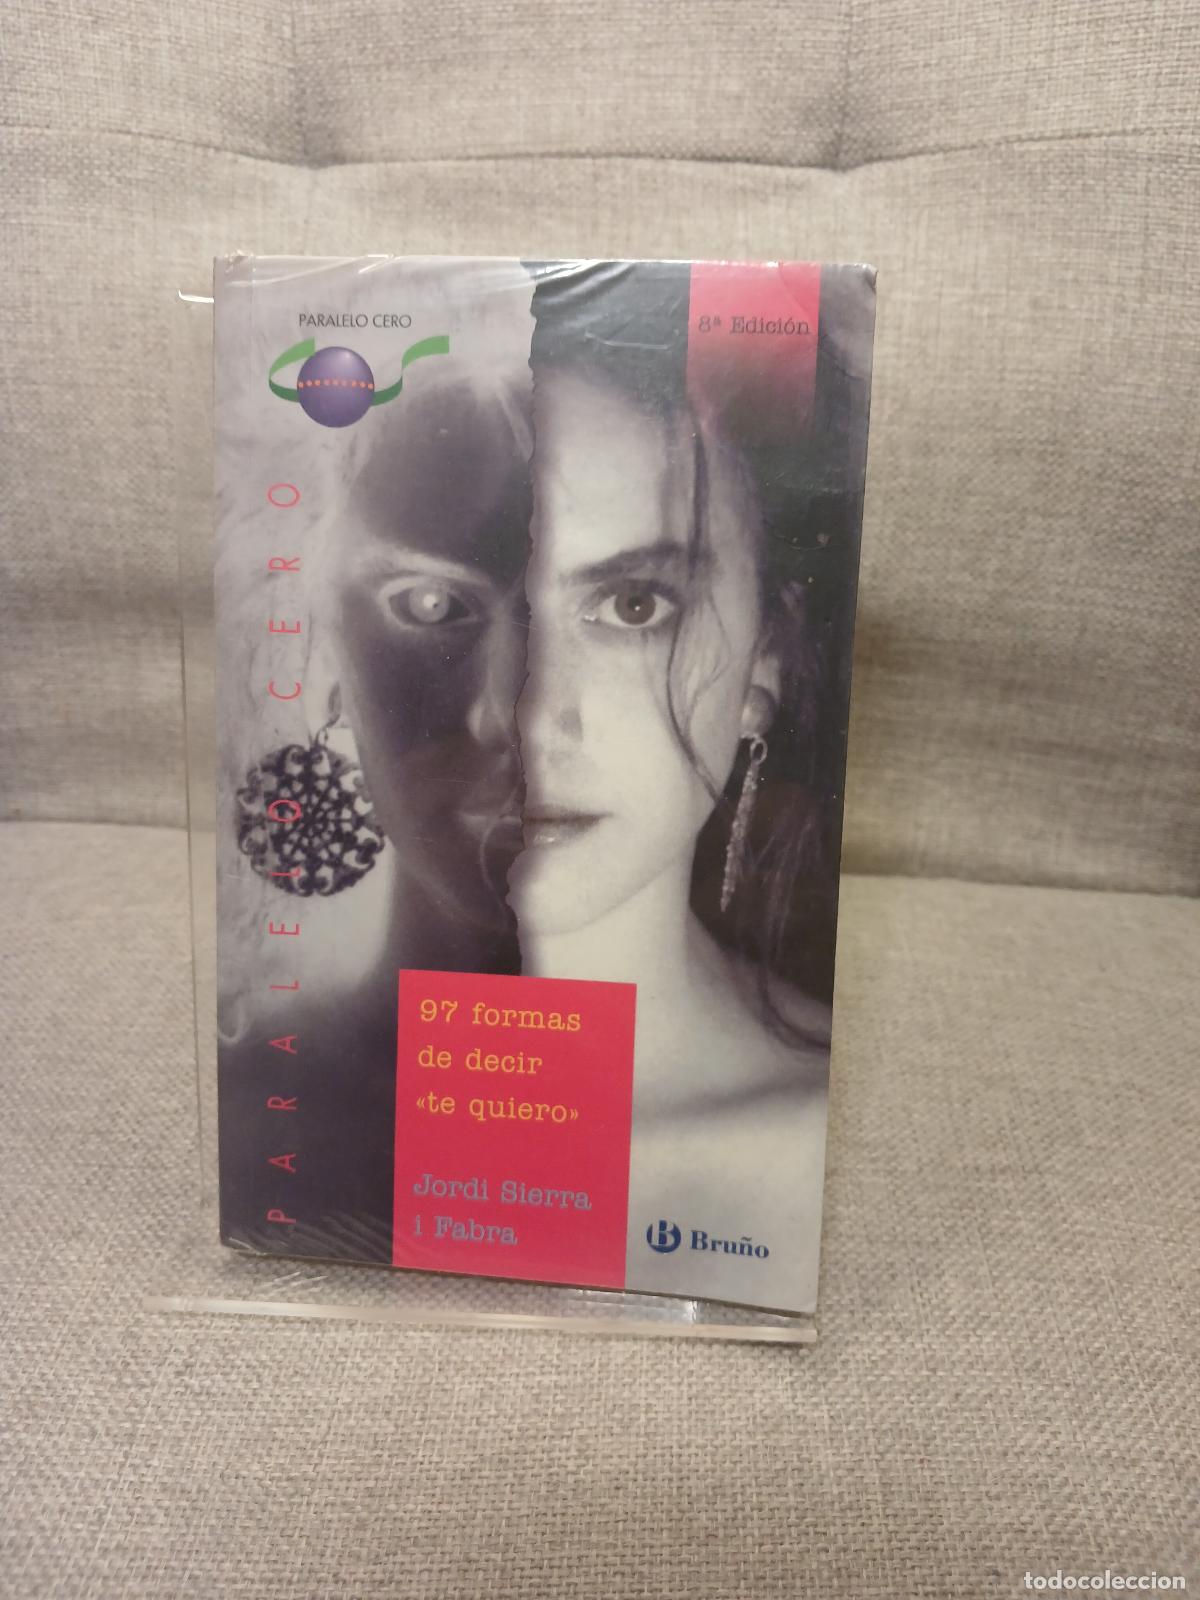 PARALELO CERO
8ª Edición
PARALELO CERO
97 formas
de decir
«te quiero»
Jordi Sierra
i Fabra
B Bruño
todocoleccion